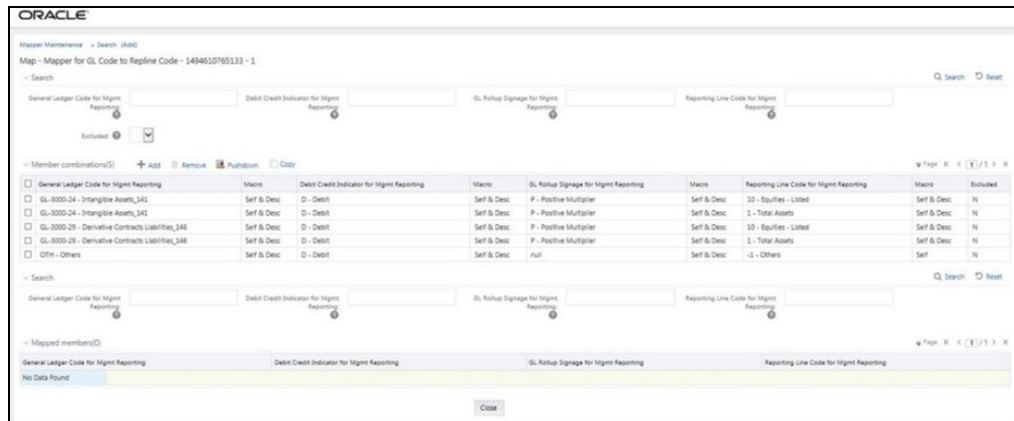 ORACLE
Mapper Maintenance » Search (Add)
Map - Mapper for GL Code to Repline Code - 1494610765133 - 1
Search
Search Reset
General Ledger Code for Mgmt Reporting:
Debit Credit Indicator for Mgmt Reporting:
GL Rollup Signage for Mgmt Reporting:
Reporting Line Code for Mgmt Reporting:
Excluded:
Member combinations(5) Add Remove Pushdown Copy Page 1 / 1
General Ledger Code for Mgmt Reporting Macro Debit Credit Indicator for Mgmt Reporting Macro GL Rollup Signage for Mgmt Reporting Macro Reporting Line Code for Mgmt Reporting Macro Excluded
GL-3000-24 - Intangible Assets_141 Self & Desc D - Debit Self & Desc P - Positive Multiplier Self & Desc 10 - Equities - Listed Self & Desc N
GL-3000-24 - Intangible Assets_141 Self & Desc D - Debit Self & Desc P - Positive Multiplier Self & Desc 1 - Total Assets Self & Desc N
GL-3000-29 - Derivative Contracts Liabilities_146 Self & Desc D - Debit Self & Desc P - Positive Multiplier Self & Desc 10 - Equities - Listed Self & Desc N
GL-3000-29 - Derivative Contracts Liabilities_146 Self & Desc D - Debit Self & Desc P - Positive Multiplier Self & Desc 1 - Total Assets Self & Desc N
OTH - Others Self & Desc D - Debit Self & Desc null Self & Desc -1 - Others Self N
Search
Search Reset
General Ledger Code for Mgmt Reporting:
Debit Credit Indicator for Mgmt Reporting:
GL Rollup Signage for Mgmt Reporting:
Reporting Line Code for Mgmt Reporting:
Mapped members(0) Page 1 / 1
General Ledger Code for Mgmt Reporting Debit Credit Indicator for Mgmt Reporting GL Rollup Signage for Mgmt Reporting Reporting Line Code for Mgmt Reporting
No Data Found
Close